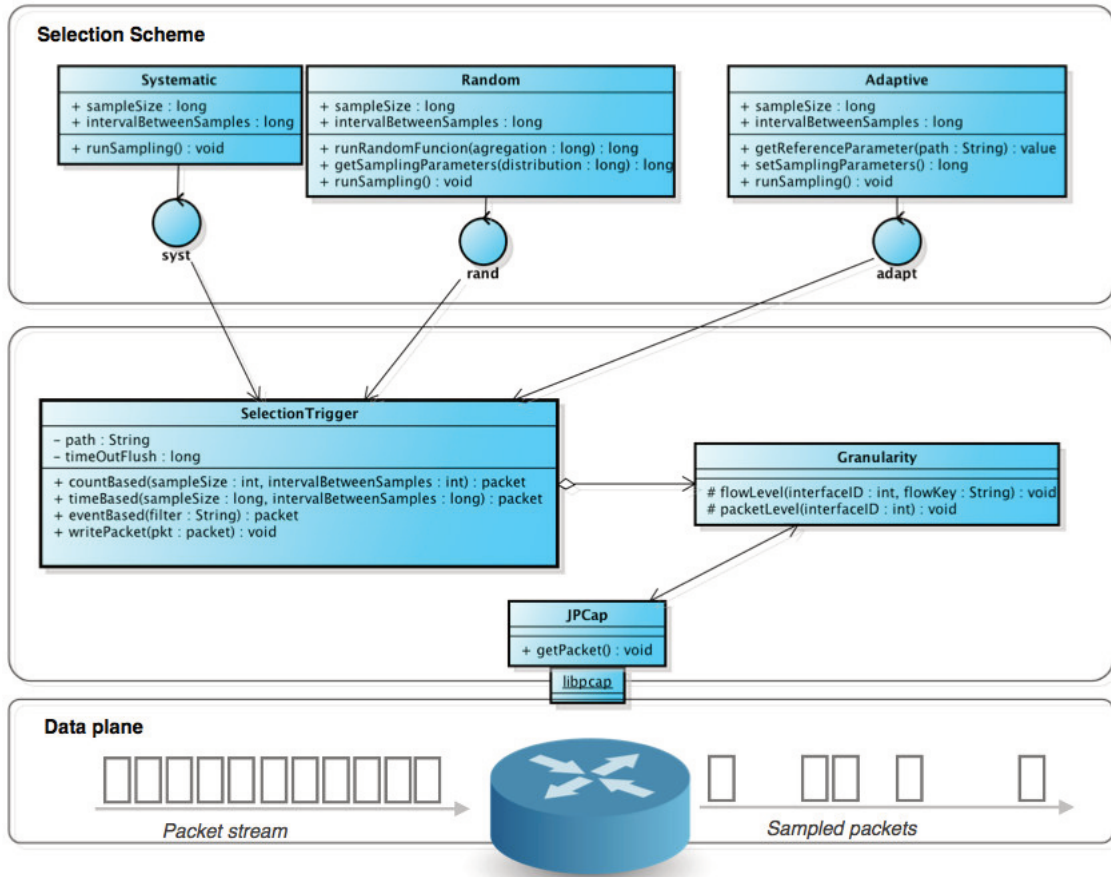 Selection Scheme
Systematic
+ sampleSize : long
+ intervalBetweenSamples : long
+ runSampling() : void
Random
+ sampleSize : long
+ intervalBetweenSamples : long
+ runRandomFuncion(agregation : long) : long
+ getSamplingParameters(distribution : long) : long
+ runSampling() : void
Adaptive
+ sampleSize : long
+ intervalBetweenSamples : long
+ getReferenceParameter(path : String) : value
+ setSamplingParameters() : long
+ runSampling() : void
syst
rand
adapt
SelectionTrigger
- path : String
- timeOutFlush : long
+ countBased(sampleSize : int, intervalBetweenSamples : int) : packet
+ timeBased(sampleSize : long, intervalBetweenSamples : long) : packet
+ eventBased(filter : String) : packet
+ writePacket(pkt : packet) : void
Granularity
# flowLevel(interfaceID : int, flowKey : String) : void
# packetLevel(interfaceID : int) : void
JPCap
+ getPacket() : void
libpcap
Data plane
Packet stream
Sampled packets